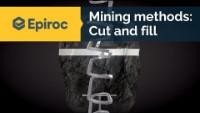 Epiroc
Mining methods:
Cut and fill